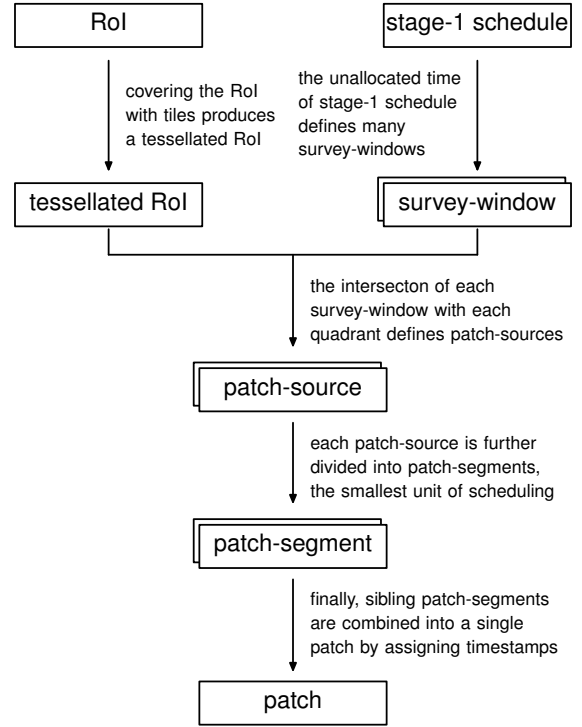 RoI
stage-1 schedule
covering the RoI
with tiles produces
a tessellated RoI
the unallocated time
of stage-1 schedule
defines many
survey-windows
tessellated RoI
survey-window
the intersecton of each
survey-window with each
quadrant defines patch-sources
patch-source
each patch-source is further
divided into patch-segments,
the smallest unit of scheduling
patch-segment
finally, sibling patch-segments
are combined into a single
patch by assigning timestamps
patch